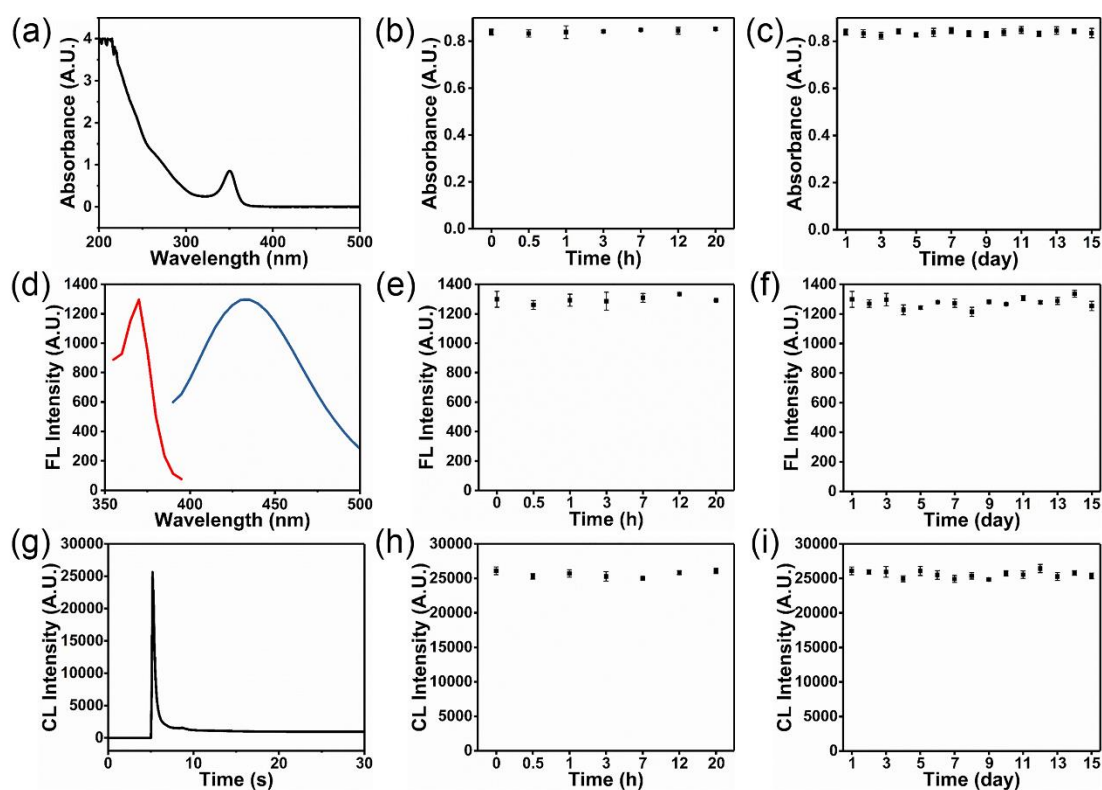 (a)
Absorbance (A.U.)
4
3
2
1
0
200 300 400 500
Wavelength (nm)
(b)
Absorbance (A.U.)
0.8
0.6
0.4
0.2
0.0
0 0.5 1 3 7 12 20
Time (h)
(c)
Absorbance (A.U.)
0.8
0.6
0.4
0.2
0.0
1 3 5 7 9 11 13 15
Time (day)
(d)
FL Intensity (A.U.)
1400
1200
1000
800
600
400
200
0
350 400 450 500
Wavelength (nm)
(e)
FL Intensity (A.U.)
1400
1200
1000
800
600
400
200
0
0 0.5 1 3 7 12 20
Time (h)
(f)
FL Intensity (A.U.)
1400
1200
1000
800
600
400
200
0
1 3 5 7 9 11 13 15
Time (day)
(g)
CL Intensity (A.U.)
30000
25000
20000
15000
10000
5000
0
0 5 10 15 20 25 30
Time (s)
(h)
CL Intensity (A.U.)
30000
25000
20000
15000
10000
5000
0
0 0.5 1 3 7 12 20
Time (h)
(i)
CL Intensity (A.U.)
30000
25000
20000
15000
10000
5000
0
1 3 5 7 9 11 13 15
Time (day)